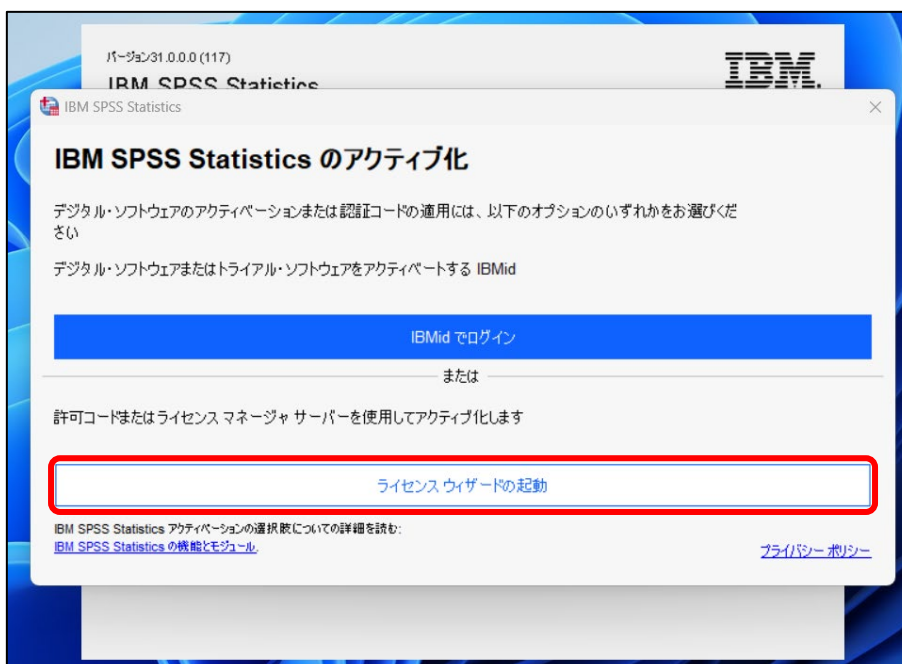 バージョン31.0.0.0 (117)
IBM SPSS Statistics
IBM.
IBM SPSS Statistics
IBM SPSS Statistics のアクティブ化
デジタル・ソフトウェアのアクティベーションまたは認証コードの適用には、以下のオプションのいずれかをお選びくだ
さい
デジタル・ソフトウェアまたはトライアル・ソフトウェアをアクティベートする IBMid
IBMid でログイン
または
許可コードまたはライセンス マネージャ サーバーを使用してアクティブ化します
ライセンス ウィザードの起動
IBM SPSS Statistics アクティベーションの選択肢についての詳細を読む:
IBM SPSS Statistics の機能とモジュール.
プライバシー ポリシー